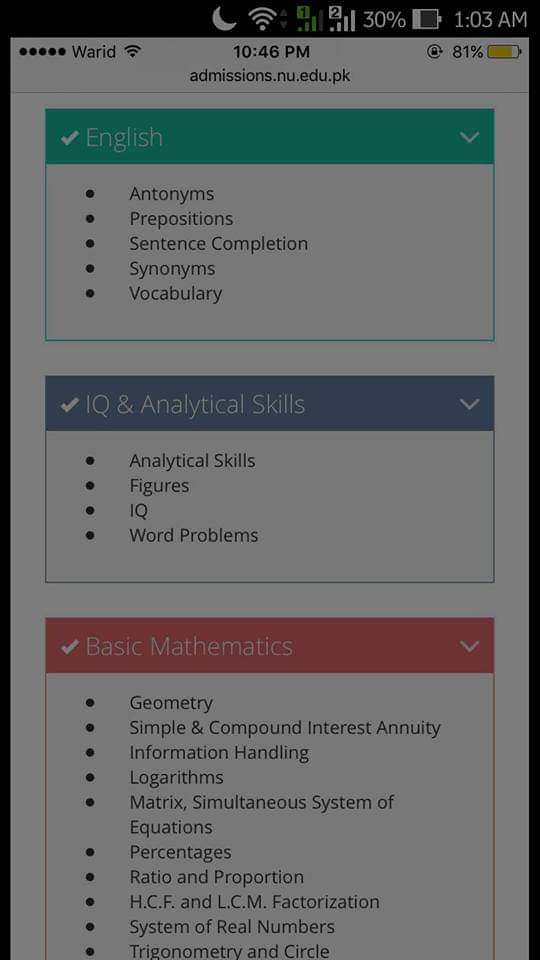 1 2 30% 1:03 AM
Warid 10:46 PM 81%
admissions.nu.edu.pk
English
Antonyms
Prepositions
Sentence Completion
Synonyms
Vocabulary
IQ & Analytical Skills
Analytical Skills
Figures
IQ
Word Problems
Basic Mathematics
Geometry
Simple & Compound Interest Annuity
Information Handling
Logarithms
Matrix, Simultaneous System of
Equations
Percentages
Ratio and Proportion
H.C.F. and L.C.M. Factorization
System of Real Numbers
Trigonometry and Circle